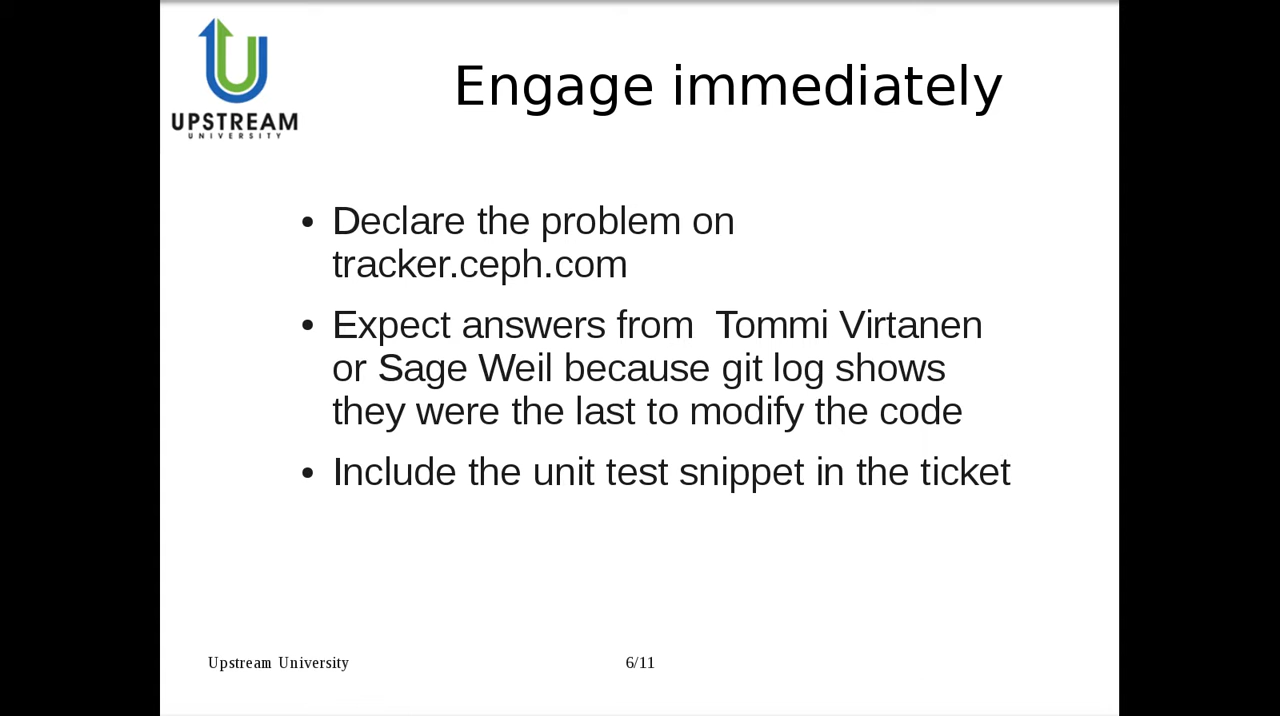 UPSTREAM
UNIVERSITY
Engage immediately
• Declare the problem on
tracker.ceph.com
• Expect answers from  Tommi Virtanen
or Sage Weil because git log shows
they were the last to modify the code
• Include the unit test snippet in the ticket
Upstream University
6/11